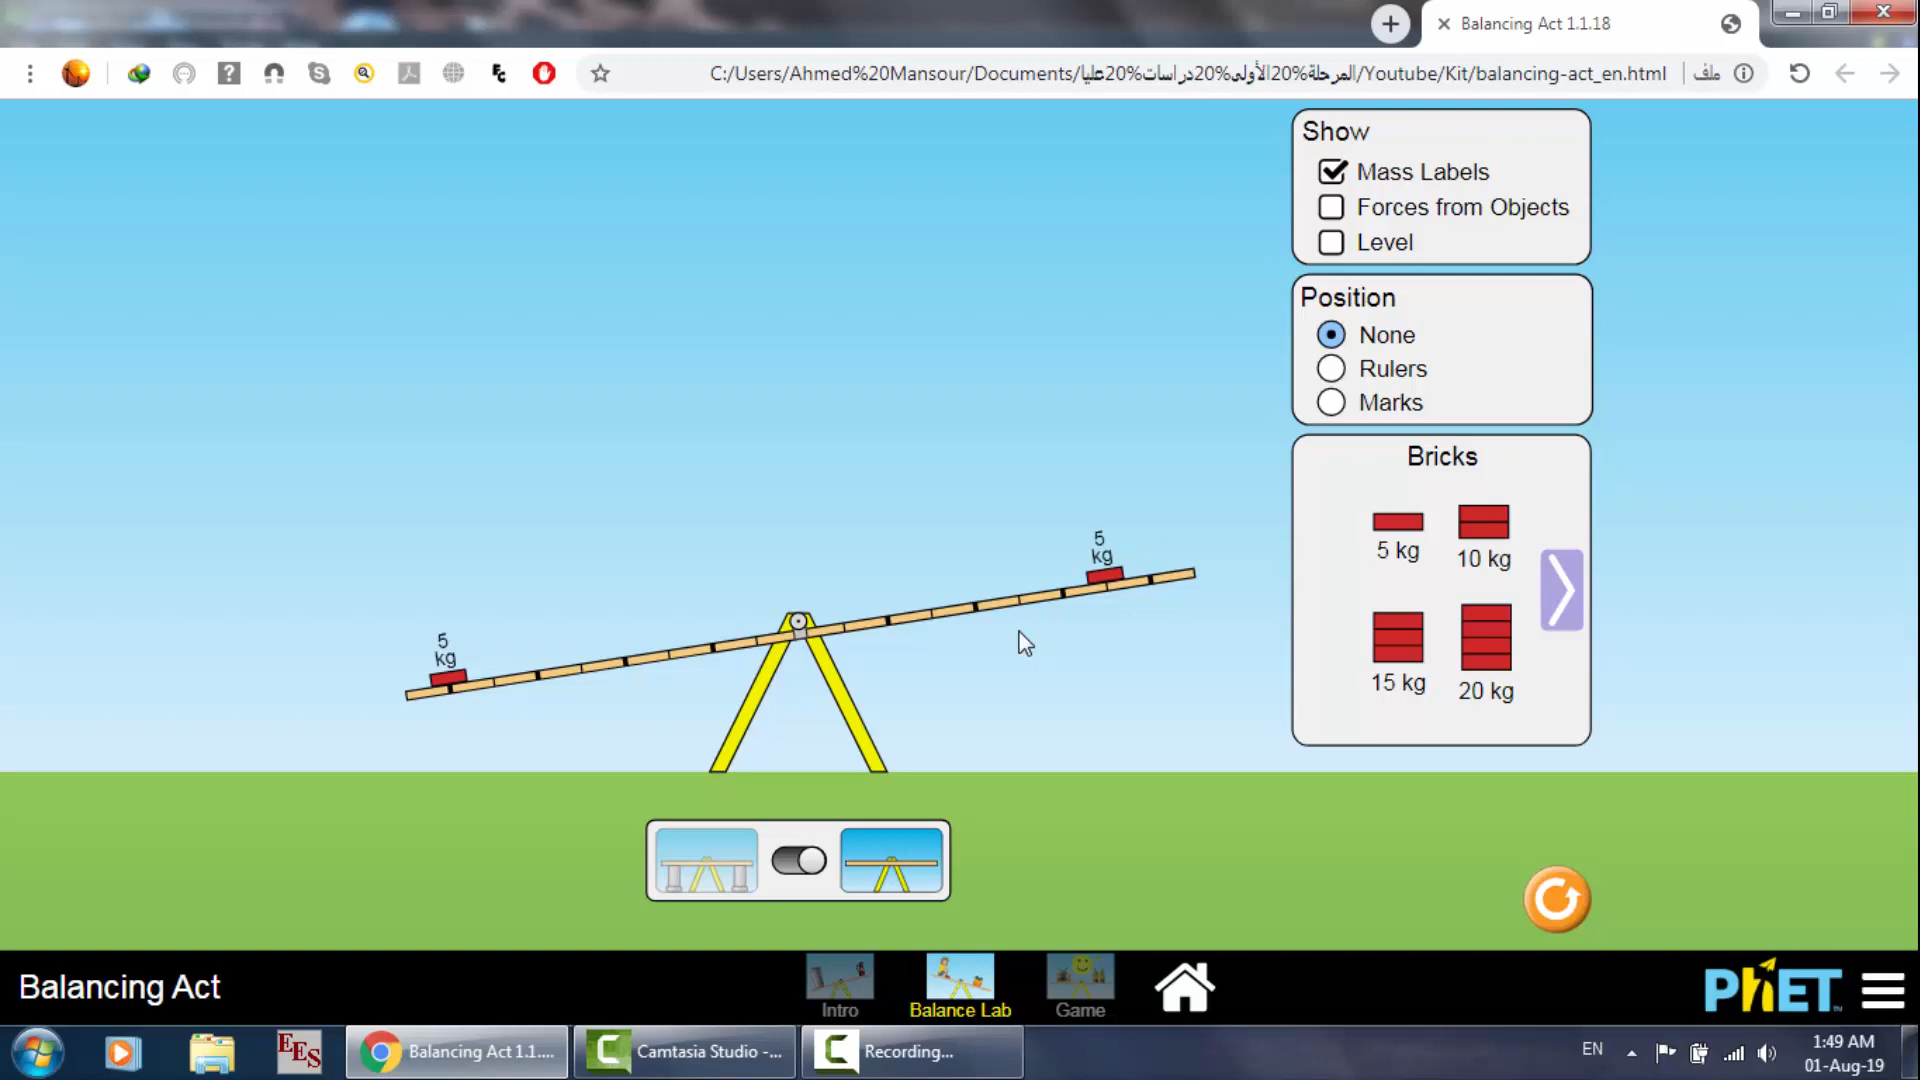 Balancing Act 1.1.18
C:/Users/Ahmed%20Mansour/Documents/المرحلة%20الأولى%20دراسات%20عليا/Youtube/Kit/balancing-act_en.html
ملف
Show
Mass Labels
Forces from Objects
Level
Position
None
Rulers
Marks
Bricks
5 kg
10 kg
15 kg
20 kg
5
kg
5
kg
Balancing Act
Intro
Balance Lab
Game
PhET
EES
Balancing Act 1.1....
Camtasia Studio -...
Recording...
EN
1:49 AM
01-Aug-19